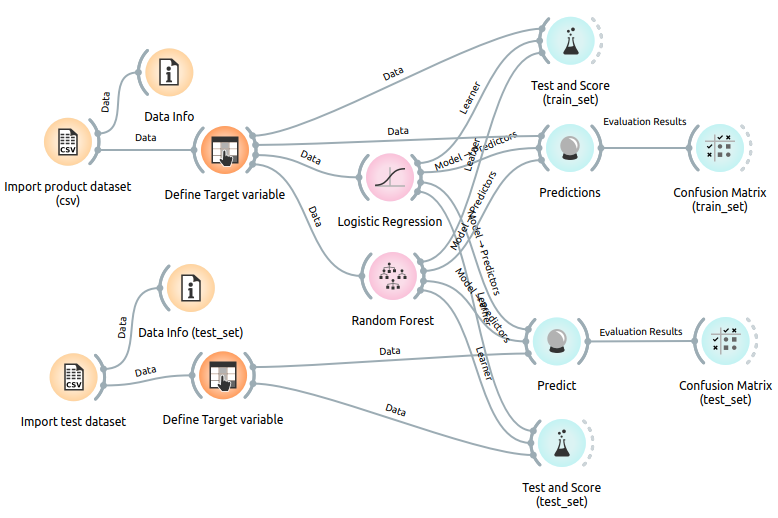 Test and Score
(train_set)
Data
Data
Data Info
Learner
Import product dataset
(csv)
Data
Define Target variable
Data
Data
Model → Predictors
Learner
Logistic Regression
Predictions
Evaluation Results
Confusion Matrix
(train_set)
Data
Model → Predictors
Model → Predictors
Random Forest
Data
Data Info (test_set)
Model → Predictors
Learner
Import test dataset
Data
Define Target variable
Data
Learner
Predict
Evaluation Results
Confusion Matrix
(test_set)
Data
Test and Score
(test_set)
CSV
CSV